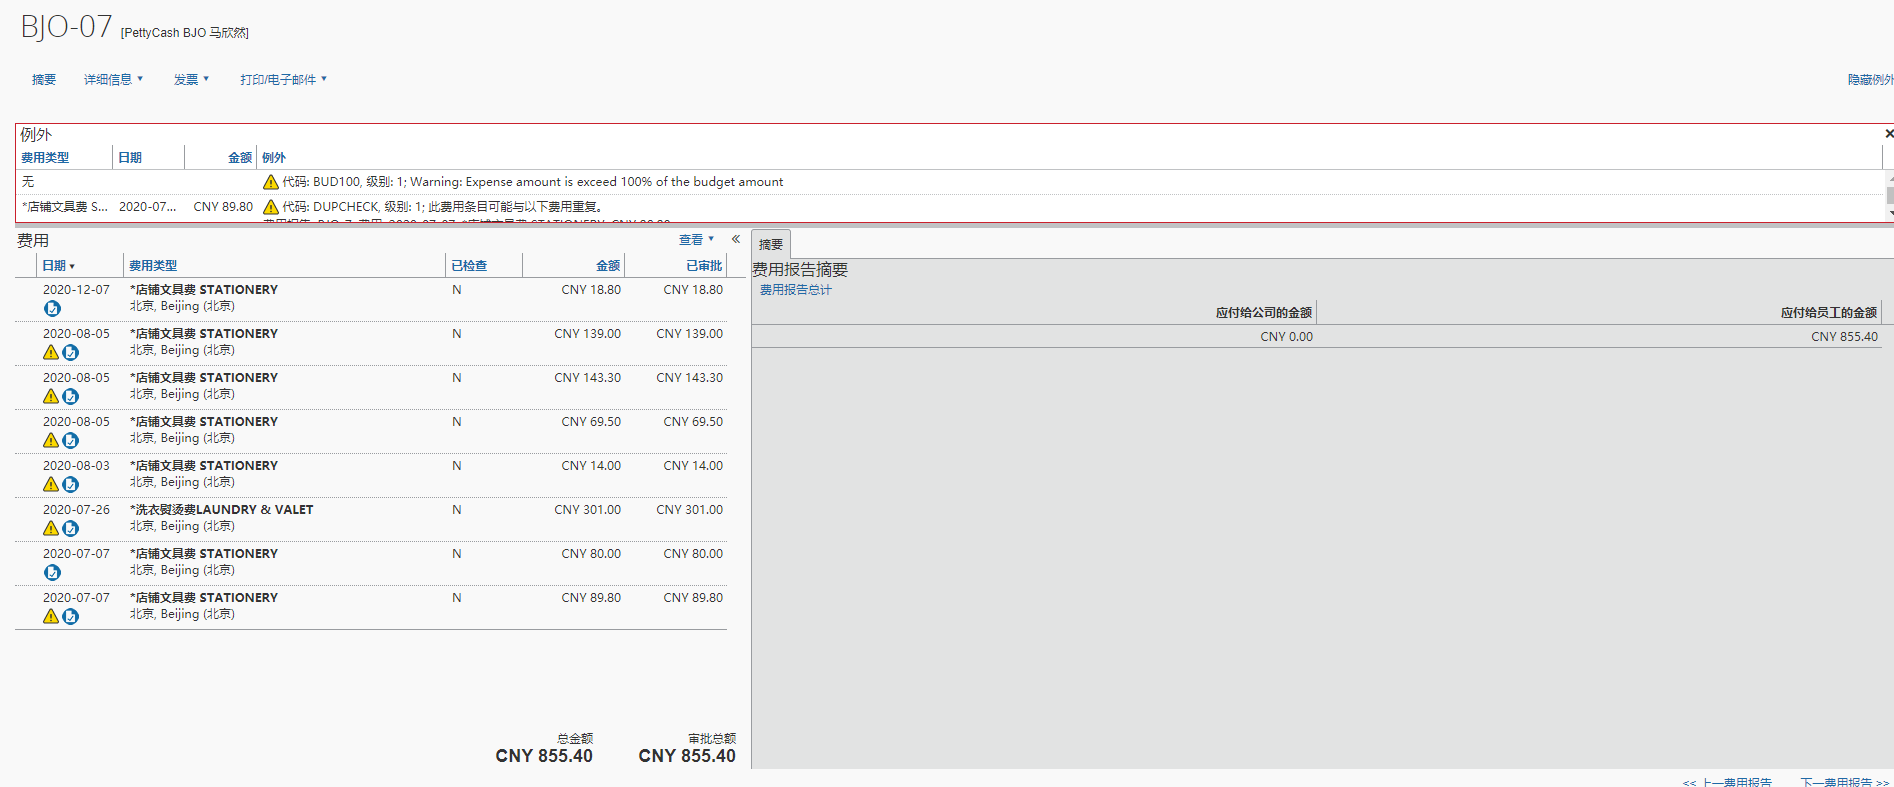 BJO-07 [PettyCash BJO 马欣然]
摘要 详细信息 发票 打印/电子邮件 隐藏例外
例外
费用类型 日期 金额 例外
无 代码: BUD100, 级别: 1; Warning: Expense amount is exceed 100% of the budget amount
*店铺文具费 S... 2020-07... CNY 89.80 代码: DUPCHECK, 级别: 1; 此费用条目可能与以下费用重复。
费用 查看 «
日期 费用类型 已检查 金额 已审批
2020-12-07 *店铺文具费 STATIONERY N CNY 18.80 CNY 18.80
北京, Beijing (北京)
2020-08-05 *店铺文具费 STATIONERY N CNY 139.00 CNY 139.00
北京, Beijing (北京)
2020-08-05 *店铺文具费 STATIONERY N CNY 143.30 CNY 143.30
北京, Beijing (北京)
2020-08-05 *店铺文具费 STATIONERY N CNY 69.50 CNY 69.50
北京, Beijing (北京)
2020-08-03 *店铺文具费 STATIONERY N CNY 14.00 CNY 14.00
北京, Beijing (北京)
2020-07-26 *洗衣熨烫费LAUNDRY & VALET N CNY 301.00 CNY 301.00
北京, Beijing (北京)
2020-07-07 *店铺文具费 STATIONERY N CNY 80.00 CNY 80.00
北京, Beijing (北京)
2020-07-07 *店铺文具费 STATIONERY N CNY 89.80 CNY 89.80
北京, Beijing (北京)
总金额 审批总额
CNY 855.40 CNY 855.40
摘要
费用报告摘要
费用报告总计
应付给公司的金额 应付给员工的金额
CNY 0.00 CNY 855.40
<< 上一费用报告 下一费用报告 >>